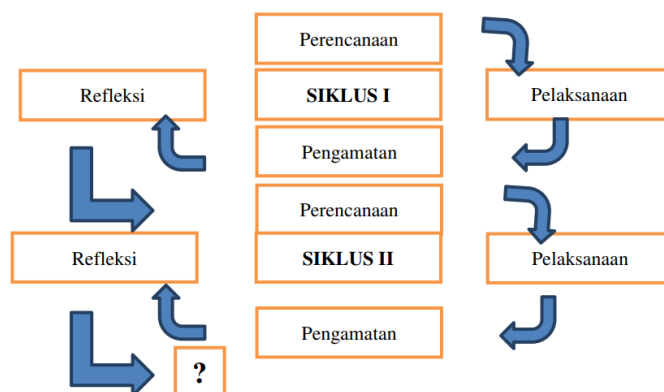 Perencanaan
Refleksi
SIKLUS I
Pelaksanaan
Pengamatan
Perencanaan
Refleksi
SIKLUS II
Pelaksanaan
Pengamatan
?